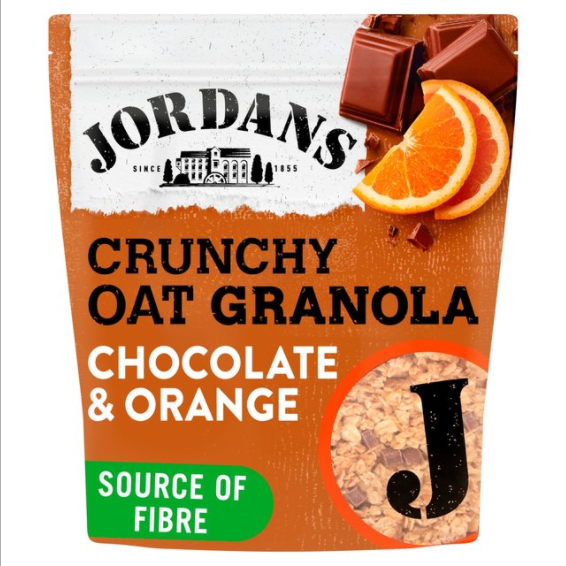 JORDANS
SINCE 1855
CRUNCHY
OAT GRANOLA
CHOCOLATE
& ORANGE
SOURCE OF
FIBRE
J